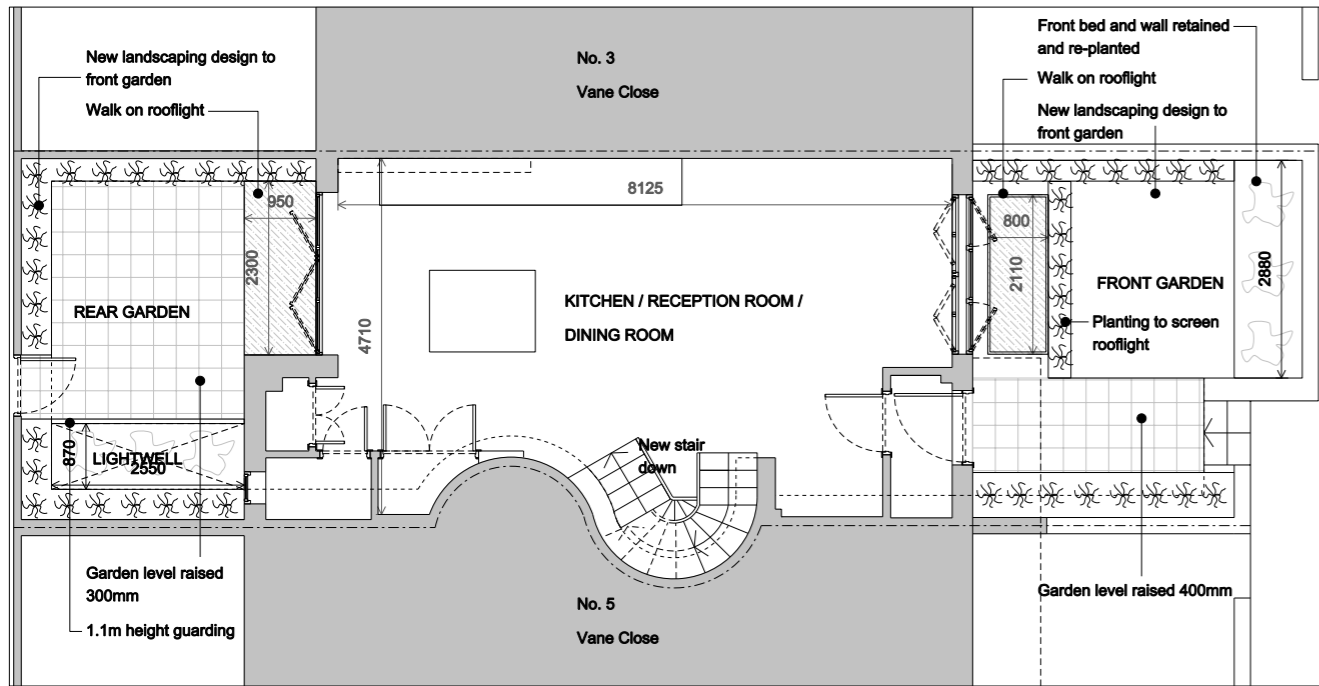 New landscaping design to
front garden
Walk on rooflight
No. 3
Vane Close
Front bed and wall retained
and re-planted
Walk on rooflight
New landscaping design to
front garden
950
8125
800
2300
2110
2880
4710
REAR GARDEN
KITCHEN / RECEPTION ROOM /
DINING ROOM
FRONT GARDEN
Planting to screen
rooflight
870
LIGHTWELL
2550
New stair
down
Garden level raised
300mm
1.1m height guarding
No. 5
Vane Close
Garden level raised 400mm